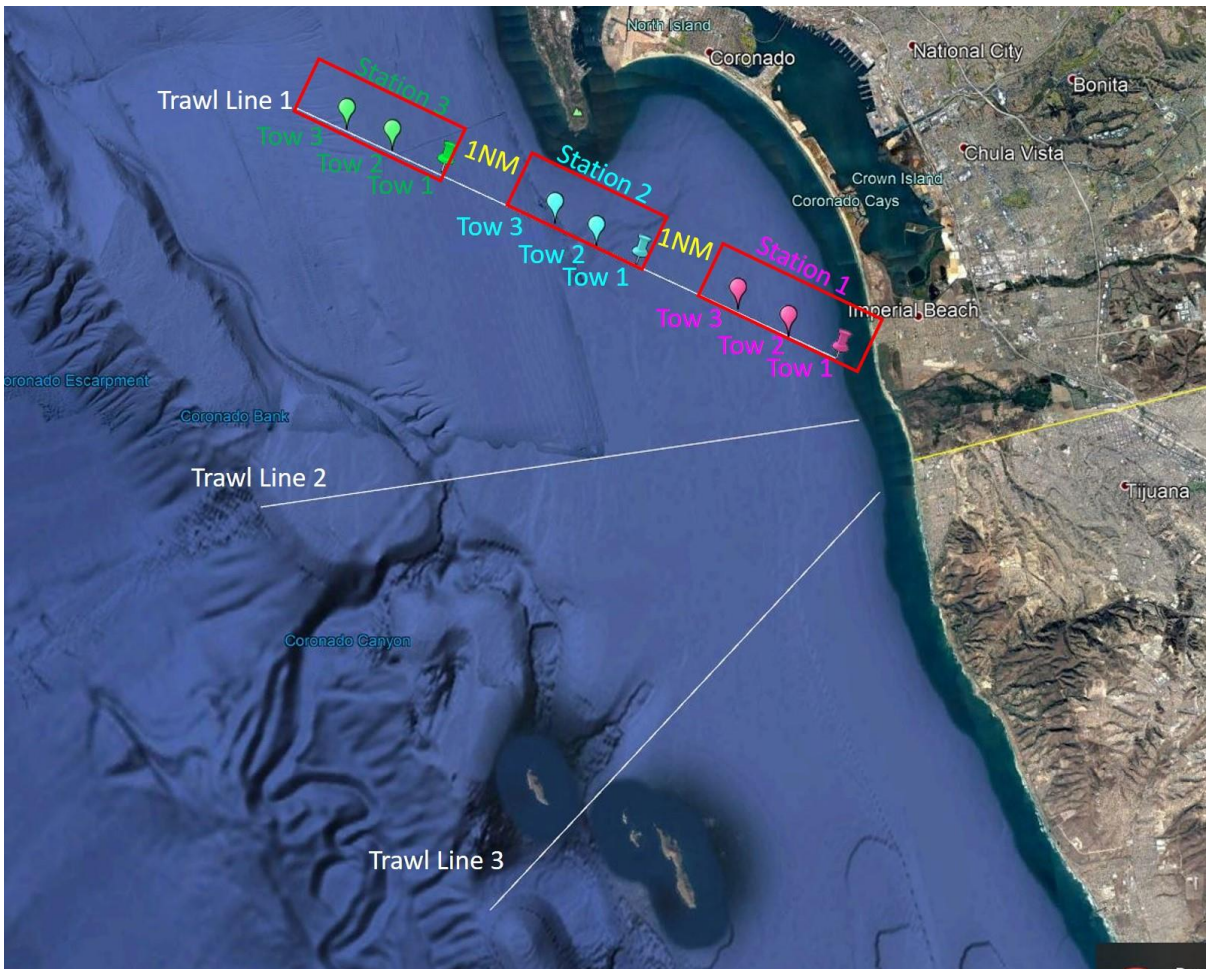 North Island
Coronado
National City
Bonita
Station 3
Trawl Line 1
Tow 3
Tow 2
Tow 1
1NM
Station 2
Chula Vista
Crown Island
Coronado Cays
Tow 3
Tow 2
Tow 1
1NM
Station 1
Imperial Beach
Tow 3
Tow 2
Tow 1
oronado Escarpment
Coronado Bank
Trawl Line 2
Tijuana
Coronado Canyon
Trawl Line 3